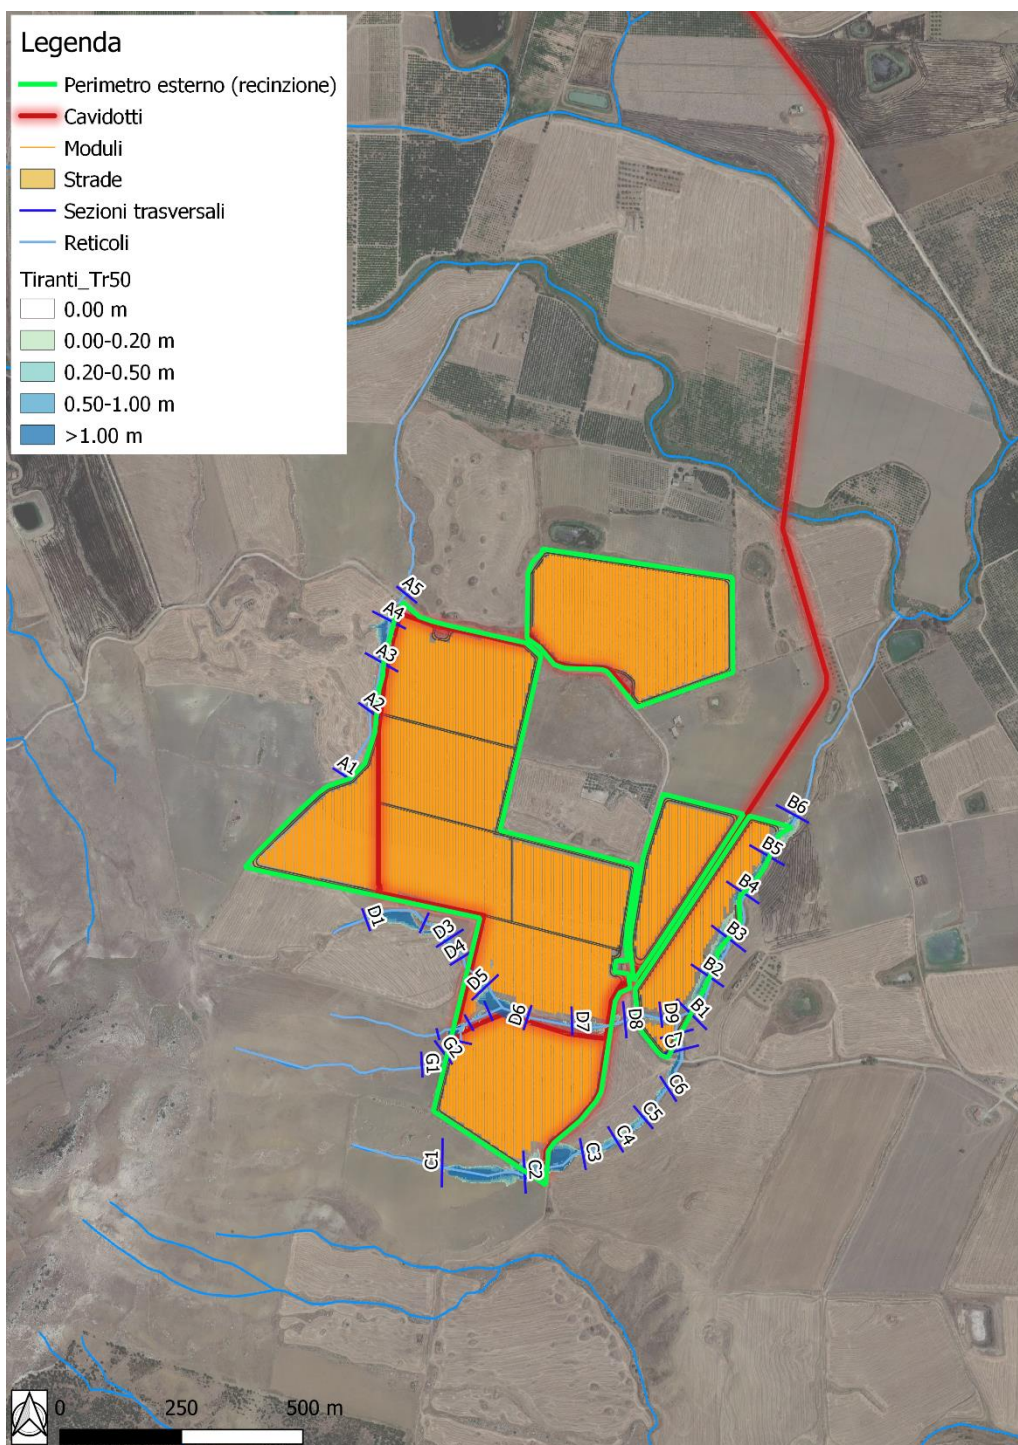 Legenda
Perimetro esterno (recinzione)
Cavidotti
Moduli
Strade
Sezioni trasversali
Reticoli
Tiranti_Tr50
0.00 m
0.00-0.20 m
0.20-0.50 m
0.50-1.00 m
>1.00 m
A5
A4
A3
A2
A1
B6
B5
B4
B3
B2
B1
D1
D3
D4
D5
D6
D7
D8
D9
C7
G2
G1
C6
C5
C4
C3
C2
C1
0 250 500 m